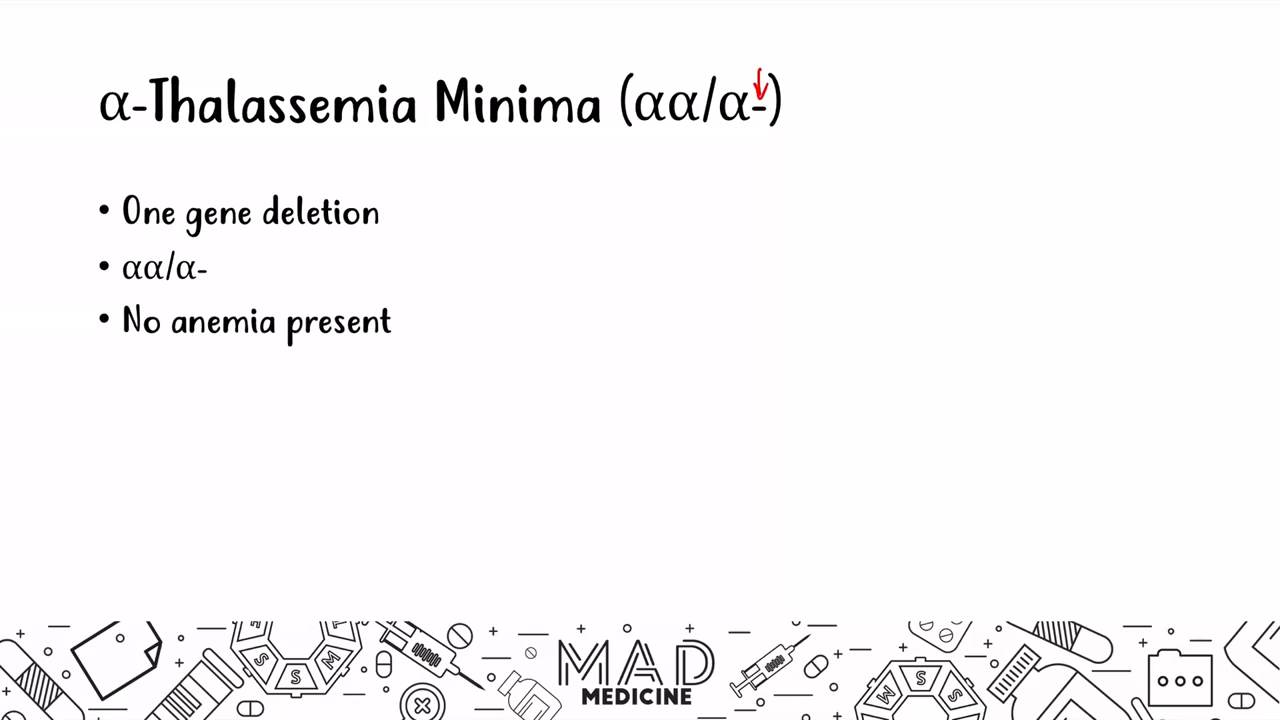 α-Thalassemia Minima (αα/α-)
• One gene deletion
• αα/α-
• No anemia present
MAD
MEDICINE